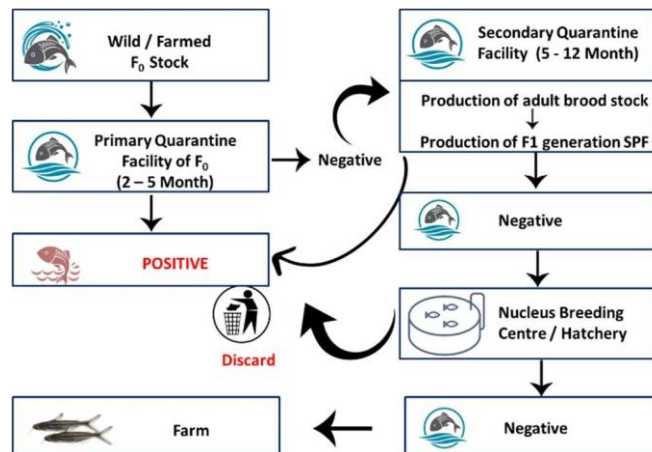 Wild / Farmed
F₀ Stock
Primary Quarantine
Facility of F₀
(2 – 5 Month)
Negative
POSITIVE
Discard
Farm
Secondary Quarantine
Facility (5 - 12 Month)
Production of adult brood stock
Production of F1 generation SPF
Negative
Nucleus Breeding
Centre / Hatchery
Negative